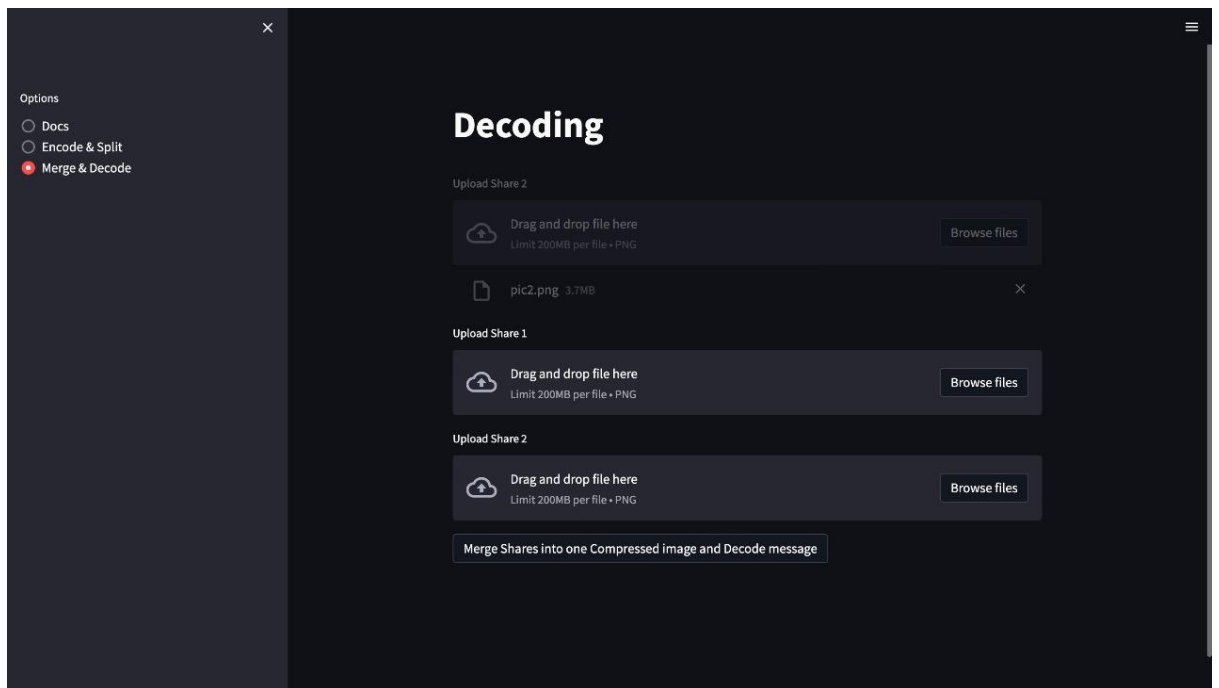 Options
Docs
Encode & Split
Merge & Decode
Decoding
Upload Share 2
Drag and drop file here
Limit 200MB per file • PNG
Browse files
pic2.png 3.7MB
Upload Share 1
Drag and drop file here
Limit 200MB per file • PNG
Browse files
Upload Share 2
Drag and drop file here
Limit 200MB per file • PNG
Browse files
Merge Shares into one Compressed image and Decode message